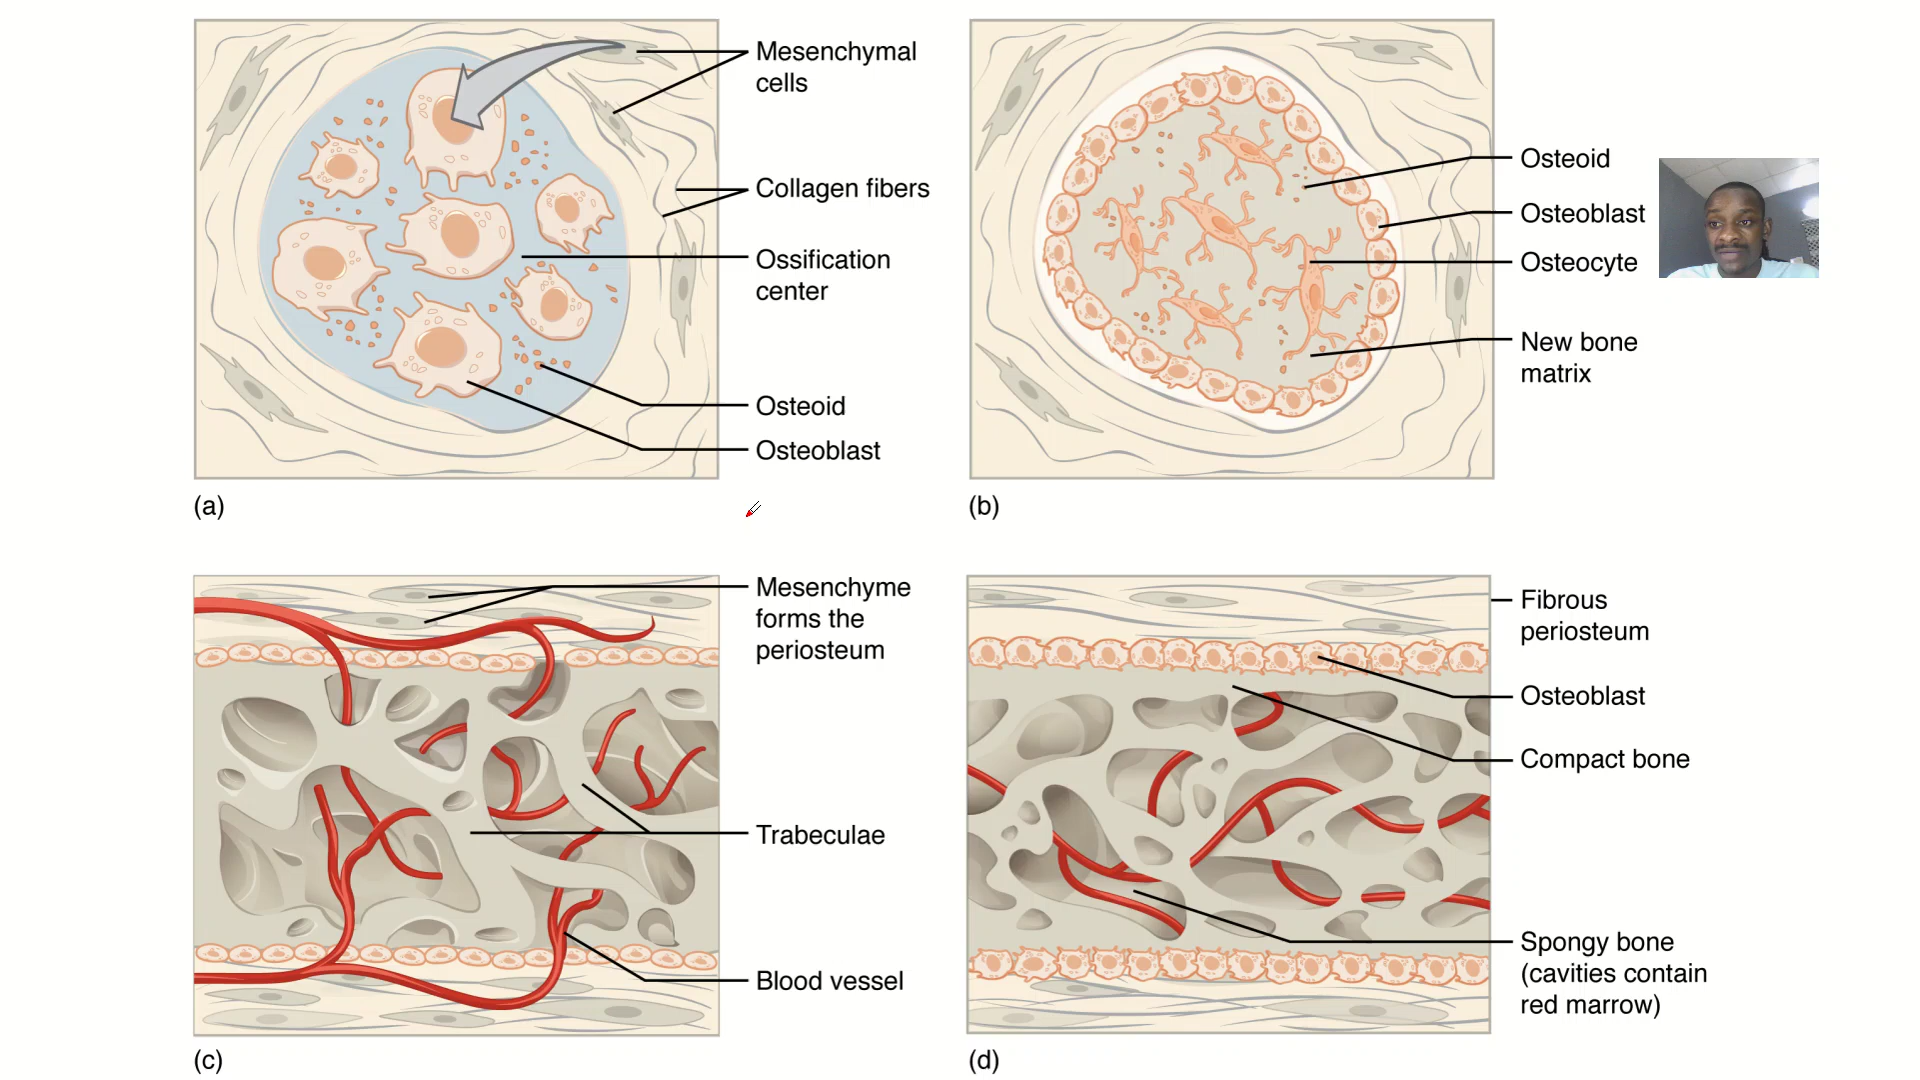 Mesenchymal
cells
Collagen fibers
Ossification
center
Osteoid
Osteoblast
(a)
Osteoid
Osteoblast
Osteocyte
New bone
matrix
(b)
Mesenchyme
forms the
periosteum
Trabeculae
Blood vessel
(c)
Fibrous
periosteum
Osteoblast
Compact bone
Spongy bone
(cavities contain
red marrow)
(d)